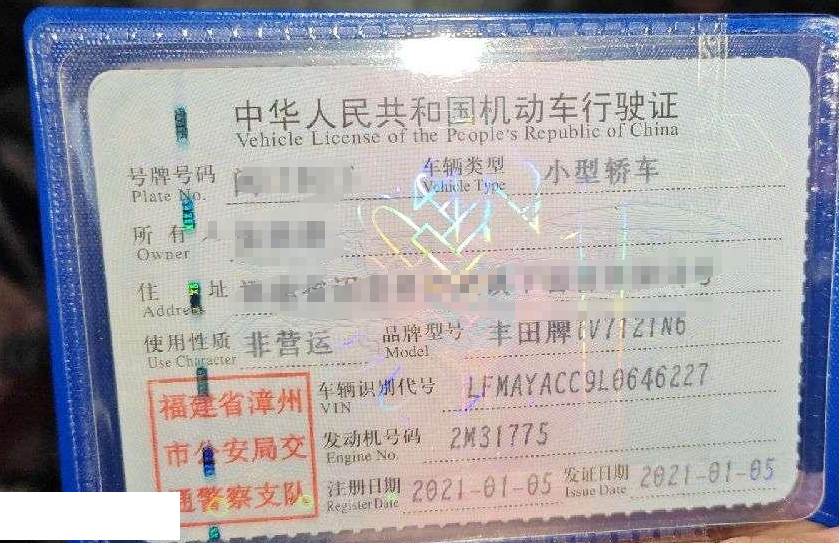 中华人民共和国机动车行驶证
Vehicle License of the People's Republic of China
号牌号码 车辆类型 小型轿车
Plate No. Vehicle Type
所有人
Owner
住址 号
Address
使用性质 非营运 品牌型号 丰田牌 V7121N6
Use Character Model
福建省漳州
市公安局交
通警察支队
车辆识别代号 LFMAYACC9L0646227
VIN
发动机号码 2M31775
Engine No.
注册日期 2021-01-05 发证日期 2021-01-05
Register Date Issue Date